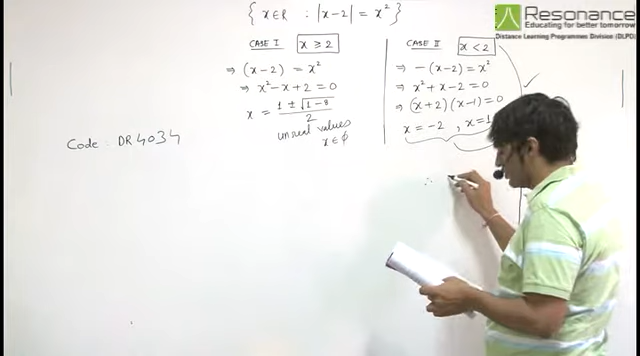 { x∈R : |x-2| = x² }
Resonance
Educating for better tomorrow
Distance Learning Programmes Division (DLPD)
CASE I x ≥ 2
⇒ (x-2) = x²
⇒ x²-x+2=0
x = 1 ± √1-8 / 2
unreal values
x ∈ ϕ
CASE II x < 2
⇒ -(x-2) = x²
⇒ x²+x-2=0
⇒ (x+2)(x-1)=0
x = -2 , x = 1
∴
Code : DR4034